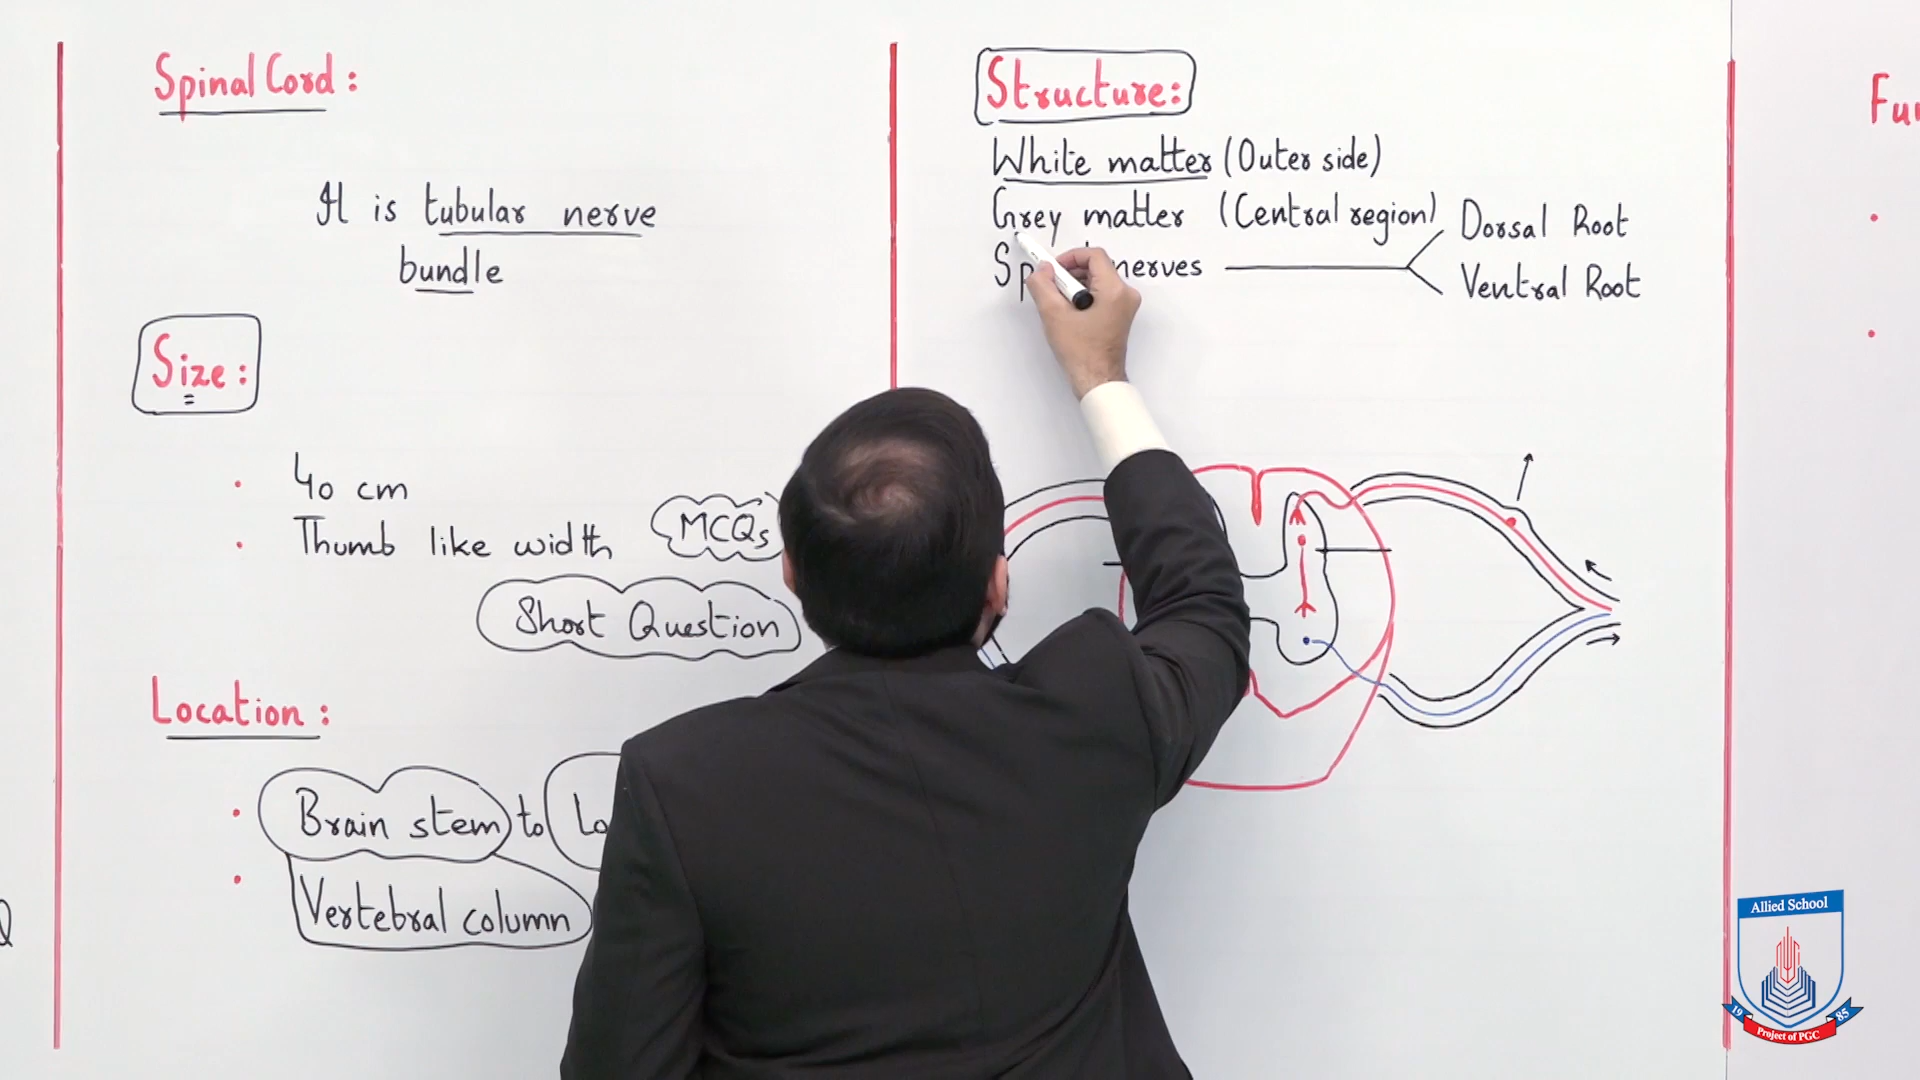 Spinal Cord :
It is tubular nerve
bundle
Size :
40 cm
Thumb like width
MCQs
Short Question
Location :
Brain stem to
Vertebral column
Structure:
White matter (Outer side)
Grey matter (Central region)
nerves
Dorsal Root
Ventral Root
Allied School
19 85
Project of PGC